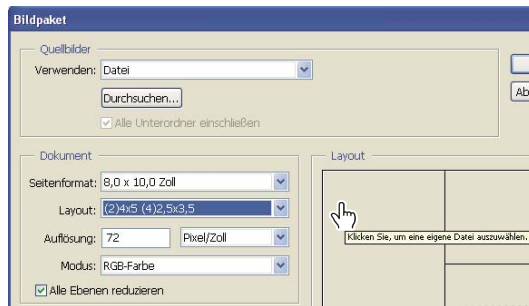 Bildpaket
Quellbilder
Verwenden: Datei
Durchsuchen...
Alle Unterordner einschließen
Dokument
Seitenformat: 8,0 x 10,0 Zoll
Layout: (2)4x5 (4)2,5x3,5
Auflösung: 72 Pixel/Zoll
Modus: RGB-Farbe
Alle Ebenen reduzieren
Layout
Klicken Sie, um eine eigene Datei auszuwählen.